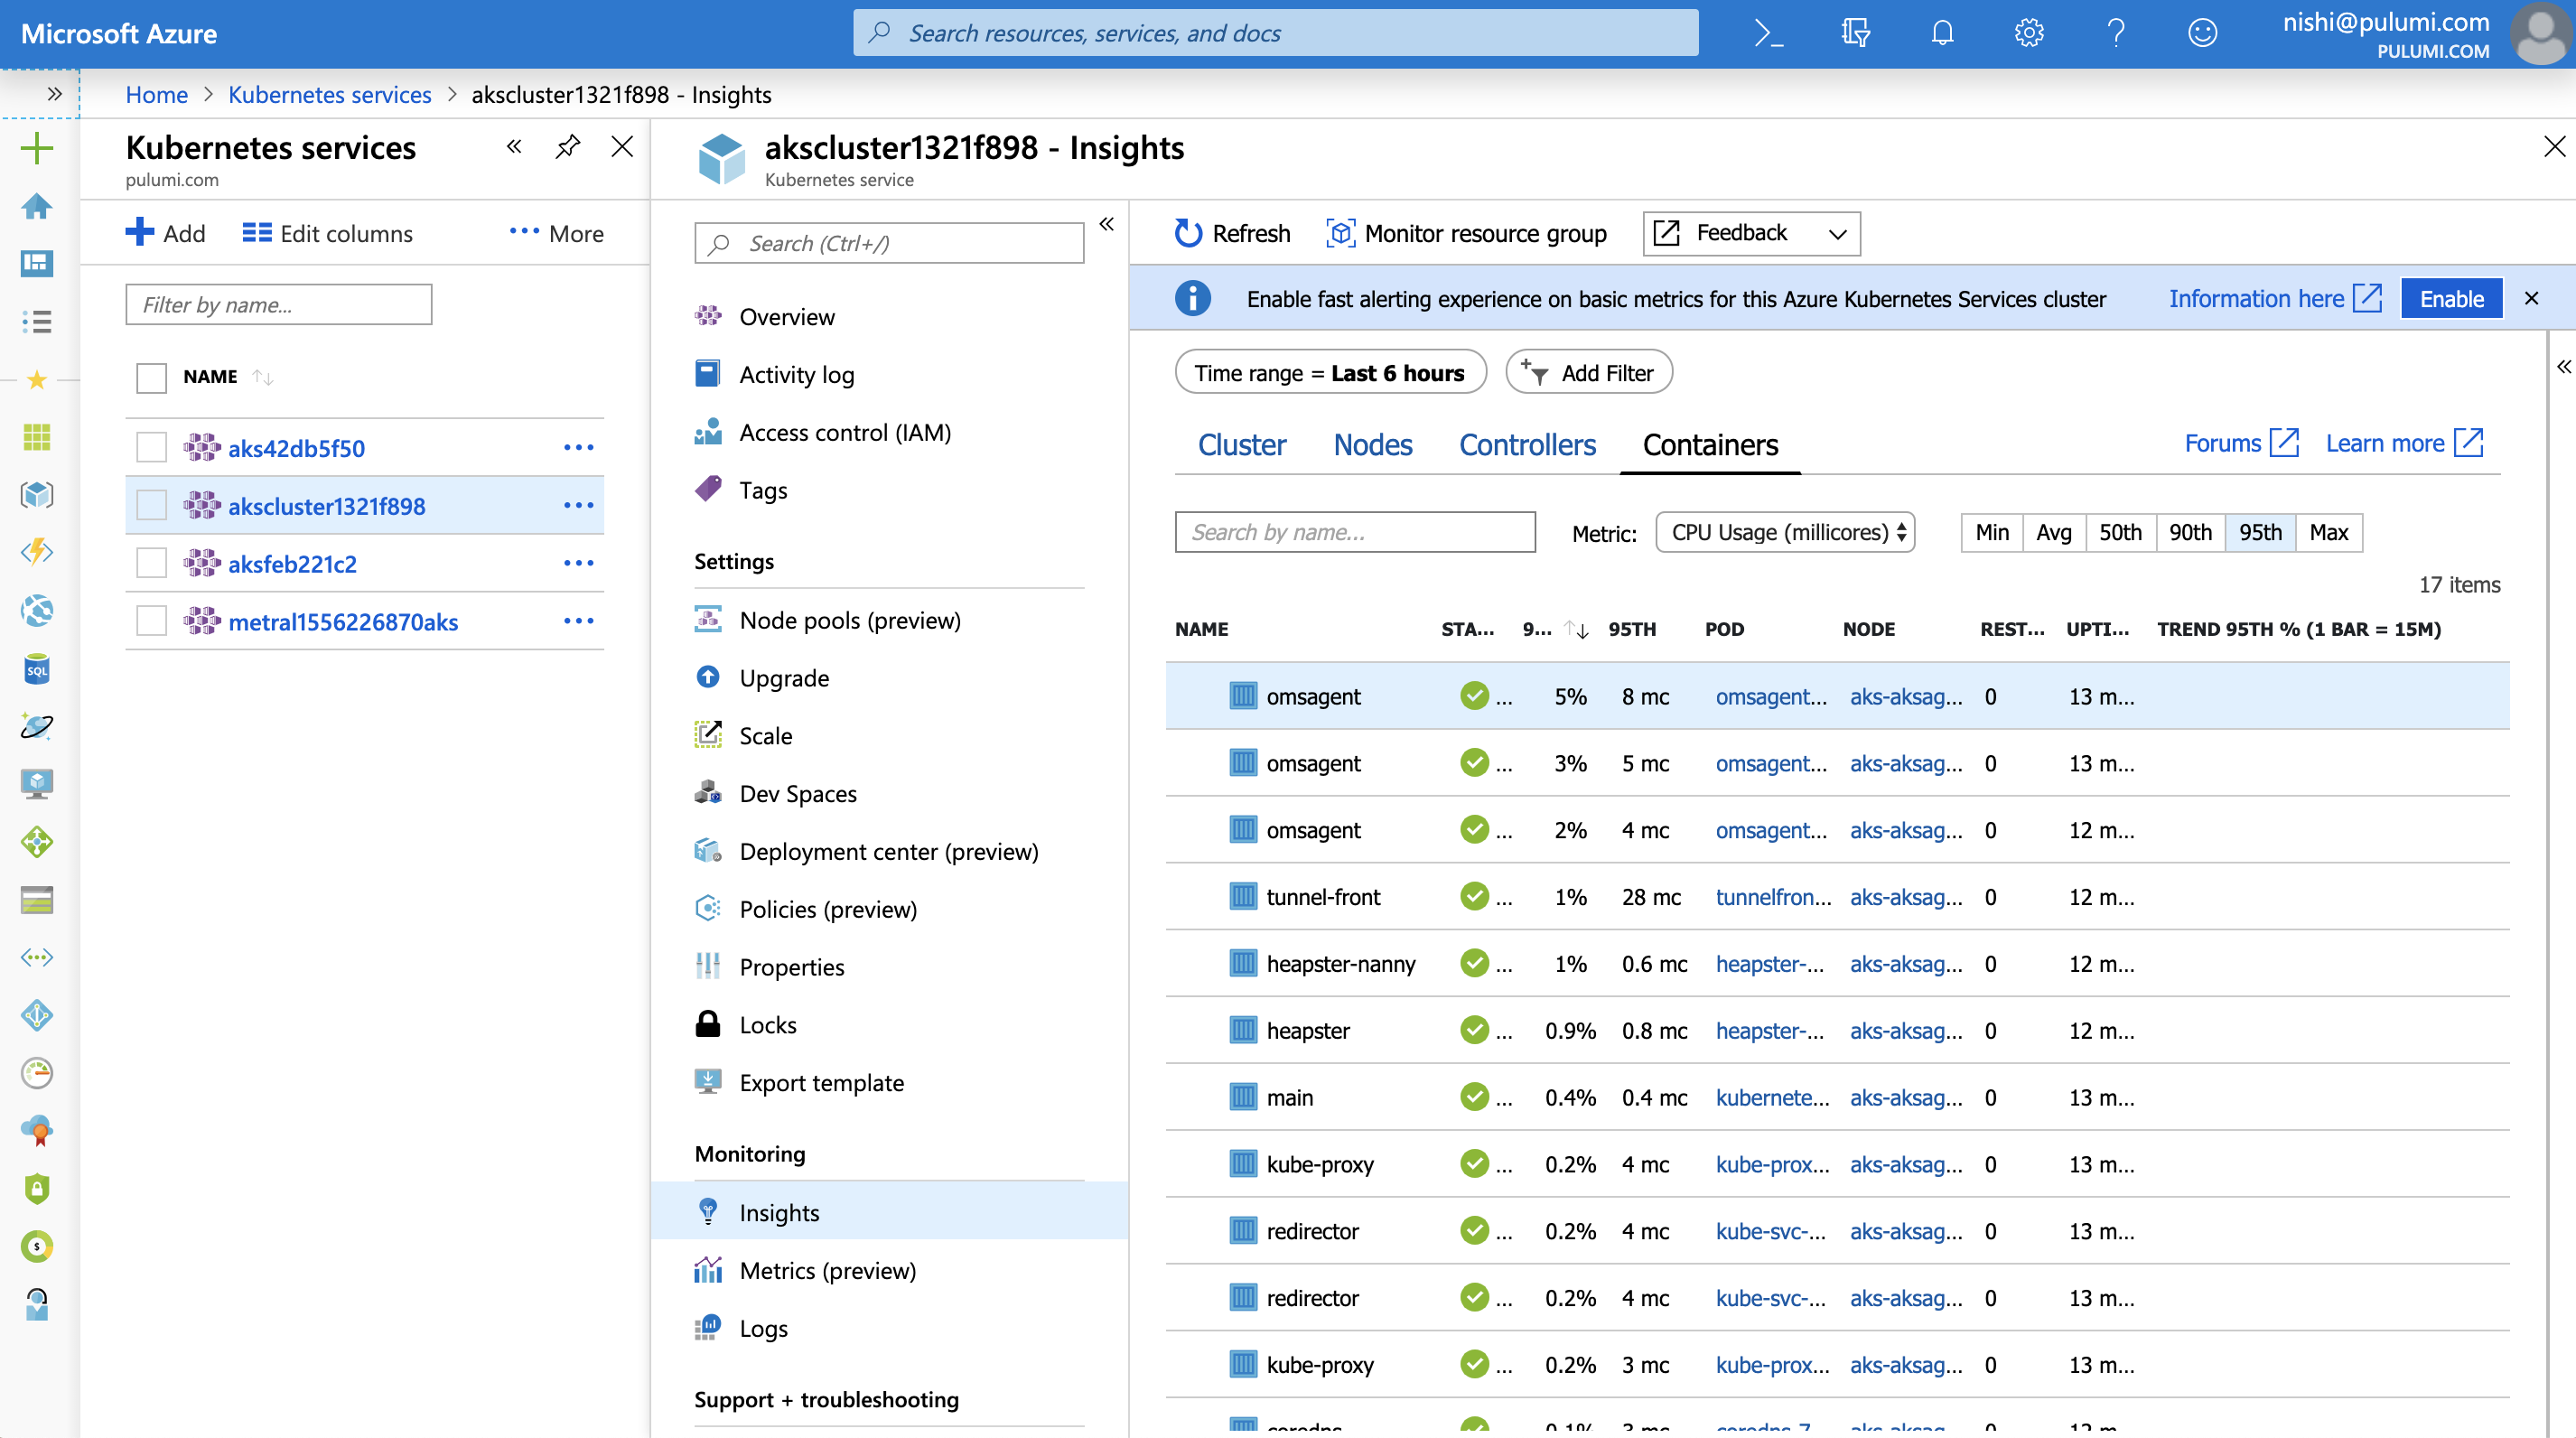 Microsoft Azure
Search resources, services, and docs
nishi@pulumi.com
PULUMI.COM
Home > Kubernetes services > akscluster1321f898 - Insights
Kubernetes services
pulumi.com
Add Edit columns ••• More
Filter by name...
NAME
aks42db5f50
akscluster1321f898
aksfeb221c2
metral1556226870aks
akscluster1321f898 - Insights
Kubernetes service
Search (Ctrl+/)
Overview
Activity log
Access control (IAM)
Tags
Settings
Node pools (preview)
Upgrade
Scale
Dev Spaces
Deployment center (preview)
Policies (preview)
Properties
Locks
Export template
Monitoring
Insights
Metrics (preview)
Logs
Support + troubleshooting
Refresh Monitor resource group Feedback
Enable fast alerting experience on basic metrics for this Azure Kubernetes Services cluster Information here Enable
Time range = Last 6 hours Add Filter
Cluster Nodes Controllers Containers Forums Learn more
Search by name... Metric: CPU Usage (millicores) Min Avg 50th 90th 95th Max
17 items
NAME STA... 9... 95TH POD NODE REST... UPTI... TREND 95TH % (1 BAR = 15M)
omsagent ... 5% 8 mc omsagent... aks-aksag... 0 13 m...
omsagent ... 3% 5 mc omsagent... aks-aksag... 0 13 m...
omsagent ... 2% 4 mc omsagent... aks-aksag... 0 12 m...
tunnel-front ... 1% 28 mc tunnelfron... aks-aksag... 0 12 m...
heapster-nanny ... 1% 0.6 mc heapster-... aks-aksag... 0 12 m...
heapster ... 0.9% 0.8 mc heapster-... aks-aksag... 0 12 m...
main ... 0.4% 0.4 mc kubernete... aks-aksag... 0 13 m...
kube-proxy ... 0.2% 4 mc kube-prox... aks-aksag... 0 13 m...
redirector ... 0.2% 4 mc kube-svc-... aks-aksag... 0 13 m...
redirector ... 0.2% 4 mc kube-svc-... aks-aksag... 0 13 m...
kube-proxy ... 0.2% 3 mc kube-prox... aks-aksag... 0 13 m...
coredns ... 0.1% 3 mc coredns-7... aks-aksag... 0 12 m...